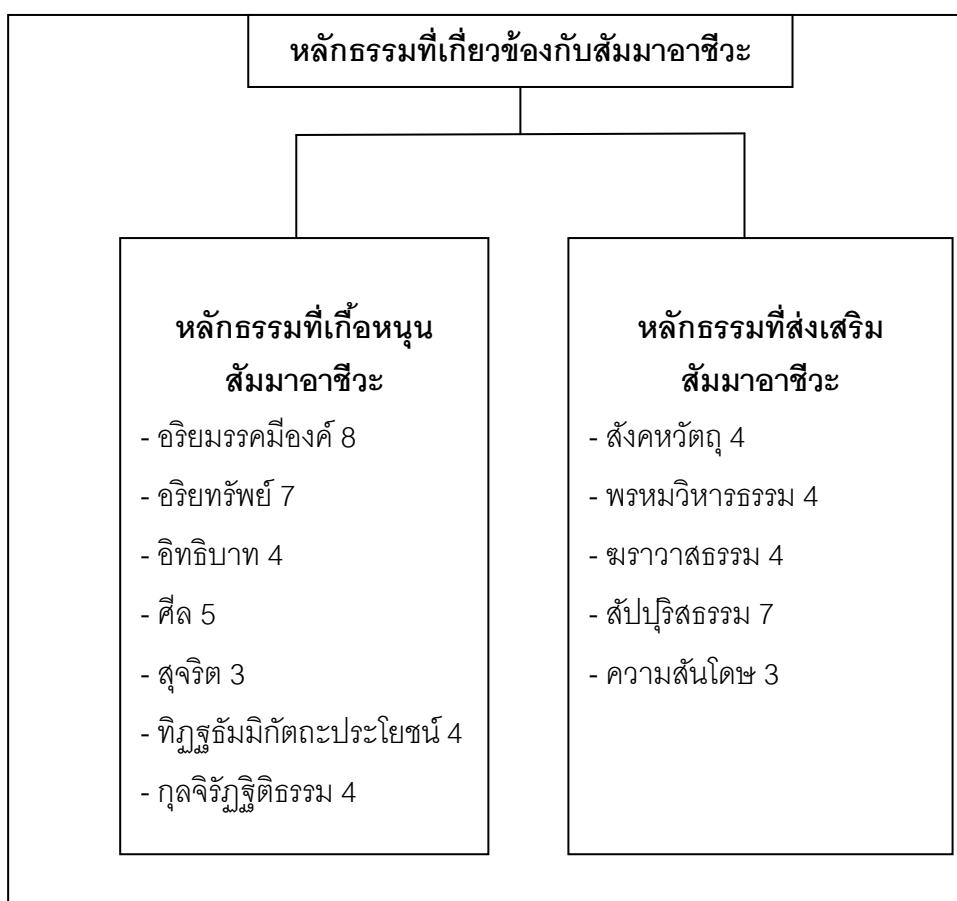 หลักธรรมที่เกี่ยวข้องกับสัมมาอาชีวะ
หลักธรรมที่เกื้อหนุน
สัมมาอาชีวะ
- อริยมรรคมีองค์ 8
- อริยทรัพย์ 7
- อิทธิบาท 4
- ศีล 5
- สุจริต 3
- ทิฏฐธัมมิกัตถะประโยชน์ 4
- กุลจิรัฏฐิติธรรม 4
หลักธรรมที่ส่งเสริม
สัมมาอาชีวะ
- สังคหวัตถุ 4
- พรหมวิหารธรรม 4
- ฆราวาสธรรม 4
- สัปปุริสธรรม 7
- ความสันโดษ 3